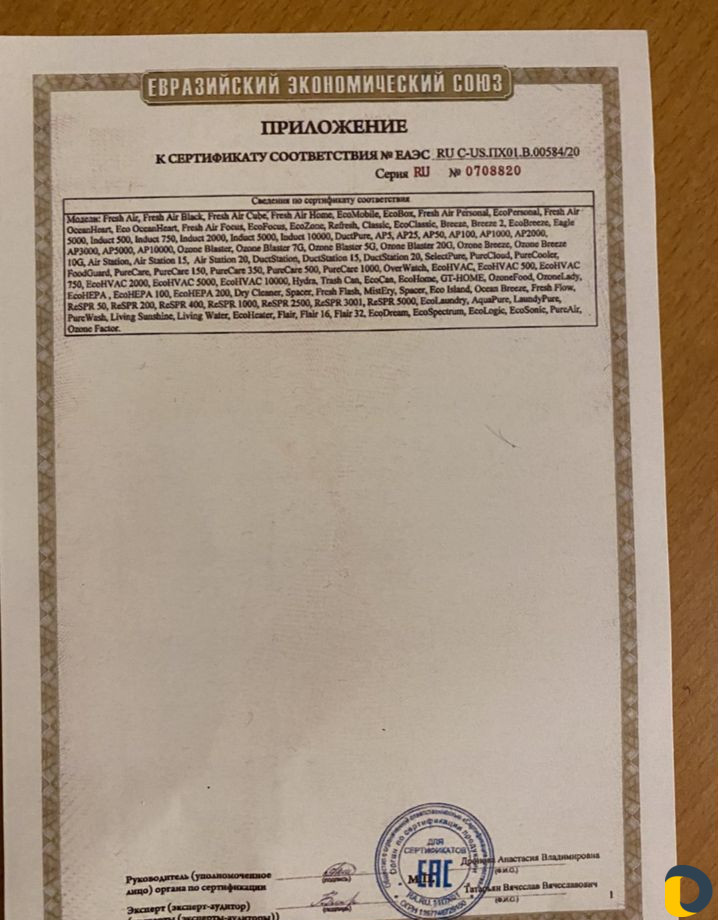 ЕВРАЗИЙСКИЙ ЭКОНОМИЧЕСКИЙ СОЮЗ
ПРИЛОЖЕНИЕ
К СЕРТИФИКАТУ СООТВЕТСТВИЯ № ЕАЭС RU C-US.ПХ01.В.00584/20
Серия RU № 0708820
Сведения по сертификату соответствия
Модели: Fresh Air, Fresh Air Black, Fresh Air Cube, Fresh Air Home, EcoMobile, EcoBox, Fresh Air Personal, EcoPersonal, Fresh Air
OceanHeart, Eco OceanHeart, Fresh Air Focus, EcoFocus, EcoZone, Refresh, Classic, EcoClassic, Breeze, Breeze 2, EcoBreeze, Eagle
5000, Induct 500, Induct 750, Induct 2000, Induct 5000, Induct 10000, DuctPure, AP5, AP25, AP50, AP100, AP1000, AP2000,
AP3000, AP5000, AP10000, Ozone Blaster, Ozone Blaster 7G, Ozone Blaster 5G, Ozone Blaster 20G, Ozone Breeze, Ozone Breeze
10G, Air Station, Air Station 15, Air Station 20, DuctStation, DuctStation 15, DuctStation 20, SelectPure, PureCloud, PureCooler,
FoodGuard, PureCare, PureCare 150, PureCare 350, PureCare 500, PureCare 1000, OverWatch, EcoHVAC, EcoHVAC 500, EcoHVAC
750, EcoHVAC 2000, EcoHVAC 5000, EcoHVAC 10000, Hydra, Trash Can, EcoCan, EcoHome, GT-HOME, OzoneFood, OzoneLady,
EcoHEPA , EcoHEPA 100, EcoHEPA 200, Dry Cleaner, Spacer, Fresh Flash, MistEry, Spacer, Eco Island, Ocean Breeze, Fresh Flow,
ReSPR 50, ReSPR 200, ReSPR 400, ReSPR 1000, ReSPR 2500, ReSPR 3001, ReSPR 5000, EcoLaundry, AquaPure, LaundyPure,
PureWash, Living Sunshine, Living Water, EcoHeater, Flair, Flair 16, Flair 32, EcoDream, EcoSpectrum, EcoLogic, EcoSonic, PureAir,
Ozone Factor.
ДЛЯ
СЕРТИФИКАТОВ
ЕАС
Руководитель (уполномоченное
лицо) органа по сертификации
(подпись)
М.П.
Анастасия Владимировна
(Ф.И.О.)
Эксперт (эксперт-аудитор)
(эксперты (эксперты-аудиторы))
(подпись)
Татарьян Вячеслав Вячеславович
(Ф.И.О.)
1